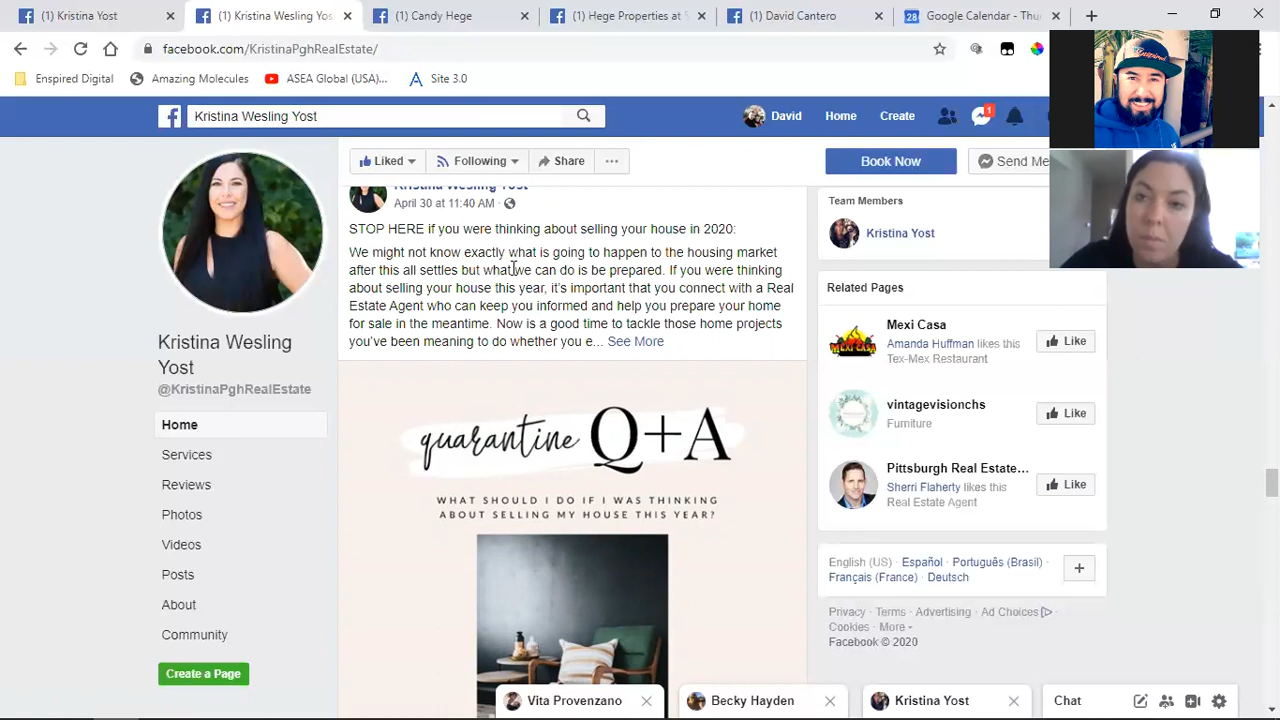 (1) Kristina Yost
(1) Kristina Wesling Yos
(1) Candy Hege
(1) Hege Properties at
(1) David Cantero
28
Google Calendar - Thu
facebook.com/KristinaPghRealEstate/
Enspired Digital
Amazing Molecules
ASEA Global (USA)...
Site 3.0
Kristina Wesling Yost
David
Home
Create
1
Liked
Following
Share
Book Now
Send Me
Kristina Wesling Yost
April 30 at 11:40 AM
STOP HERE if you were thinking about selling your house in 2020:
We might not know exactly what is going to happen to the housing market
after this all settles but what we can do is be prepared. If you were thinking
about selling your house this year, it's important that you connect with a Real
Estate Agent who can keep you informed and help you prepare your home
for sale in the meantime. Now is a good time to tackle those home projects
you've been meaning to do whether you e... See More
quarantine Q+A
WHAT SHOULD I DO IF I WAS THINKING
ABOUT SELLING MY HOUSE THIS YEAR?
Kristina Wesling
Yost
@KristinaPghRealEstate
Home
Services
Reviews
Photos
Videos
Posts
About
Community
Create a Page
Team Members
Kristina Yost
Related Pages
MEXI CASA
Mexi Casa
Amanda Huffman likes this
Tex-Mex Restaurant
Like
vintagevisionchs
Furniture
Like
Pittsburgh Real Estate...
Sherri Flaherty likes this
Real Estate Agent
Like
English (US) · Español · Português (Brasil) ·
Français (France) · Deutsch
Privacy · Terms · Advertising · Ad Choices ·
Cookies · More
Facebook © 2020
Vita Provenzano
Becky Hayden
Kristina Yost
Chat